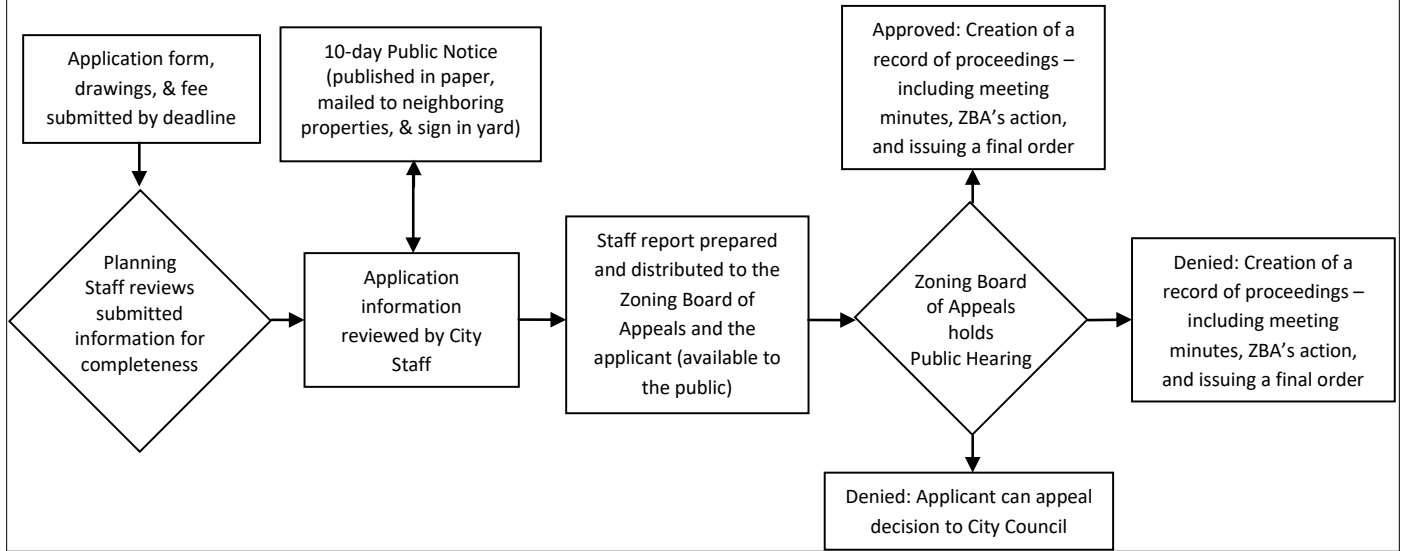 Application form,
drawings, & fee
submitted by deadline
10-day Public Notice
(published in paper,
mailed to neighboring
properties, & sign in yard)
Planning
Staff reviews
submitted
information for
completeness
Application
information
reviewed by City
Staff
Staff report prepared
and distributed to the
Zoning Board of
Appeals and the
applicant (available to
the public)
Zoning Board
of Appeals
holds
Public Hearing
Approved: Creation of a
record of proceedings –
including meeting
minutes, ZBA’s action,
and issuing a final order
Denied: Creation of a
record of proceedings –
including meeting
minutes, ZBA’s action,
and issuing a final order
Denied: Applicant can appeal
decision to City Council